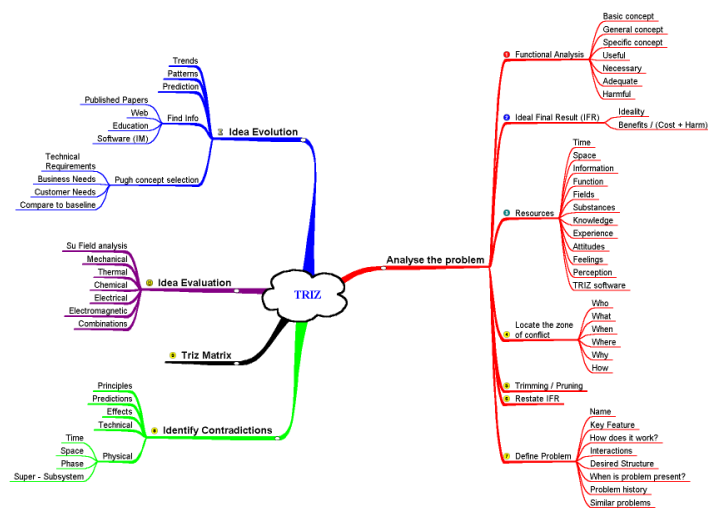 TRIZ
Analyse the problem
Functional Analysis
Basic concept
General concept
Specific concept
Useful
Necessary
Adequate
Harmful
Ideal Final Result (IFR)
Ideality
Benefits / (Cost + Harm)
Resources
Time
Space
Information
Function
Fields
Substances
Knowledge
Experience
Attitudes
Feelings
Perception
TRIZ software
Locate the zone
of conflict
Who
What
When
Where
Why
How
Trimming / Pruning
Restate IFR
Define Problem
Name
Key Feature
How does it work?
Interactions
Desired Structure
When is problem present?
Problem history
Similar problems
Idea Evolution
Trends
Patterns
Prediction
Find Info
Published Papers
Web
Education
Software (IM)
Pugh concept selection
Technical
Requirements
Business Needs
Customer Needs
Compare to baseline
Idea Evaluation
Su Field analysis
Mechanical
Thermal
Chemical
Electrical
Electromagnetic
Combinations
Triz Matrix
Identify Contradictions
Principles
Predictions
Effects
Technical
Physical
Time
Space
Phase
Super - Subsystem